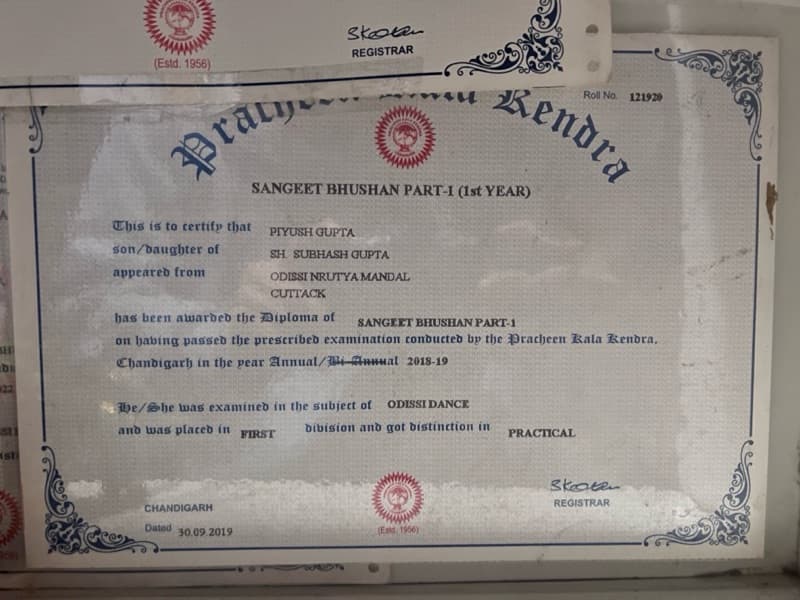 REGISTRAR
(Estd. 1956)
Roll No. 121920
Pracheen Kala Kendra
SANGEET BHUSHAN PART-1 (1st YEAR)
This is to certify that PIYUSH GUPTA
son/daughter of SH. SUBHASH GUPTA
appeared from ODISSI NRUTYA MANDAL
CUTTACK
has been awarded the Diploma of SANGEET BHUSHAN PART-1
on having passed the prescribed examination conducted by the Pracheen Kala Kendra,
Chandigarh in the year Annual/Bi-Annual 2018-19
He/She was examined in the subject of ODISSI DANCE
and was placed in FIRST division and got distinction in PRACTICAL
REGISTRAR
CHANDIGARH
Dated 30.09.2019
(Estd. 1956)